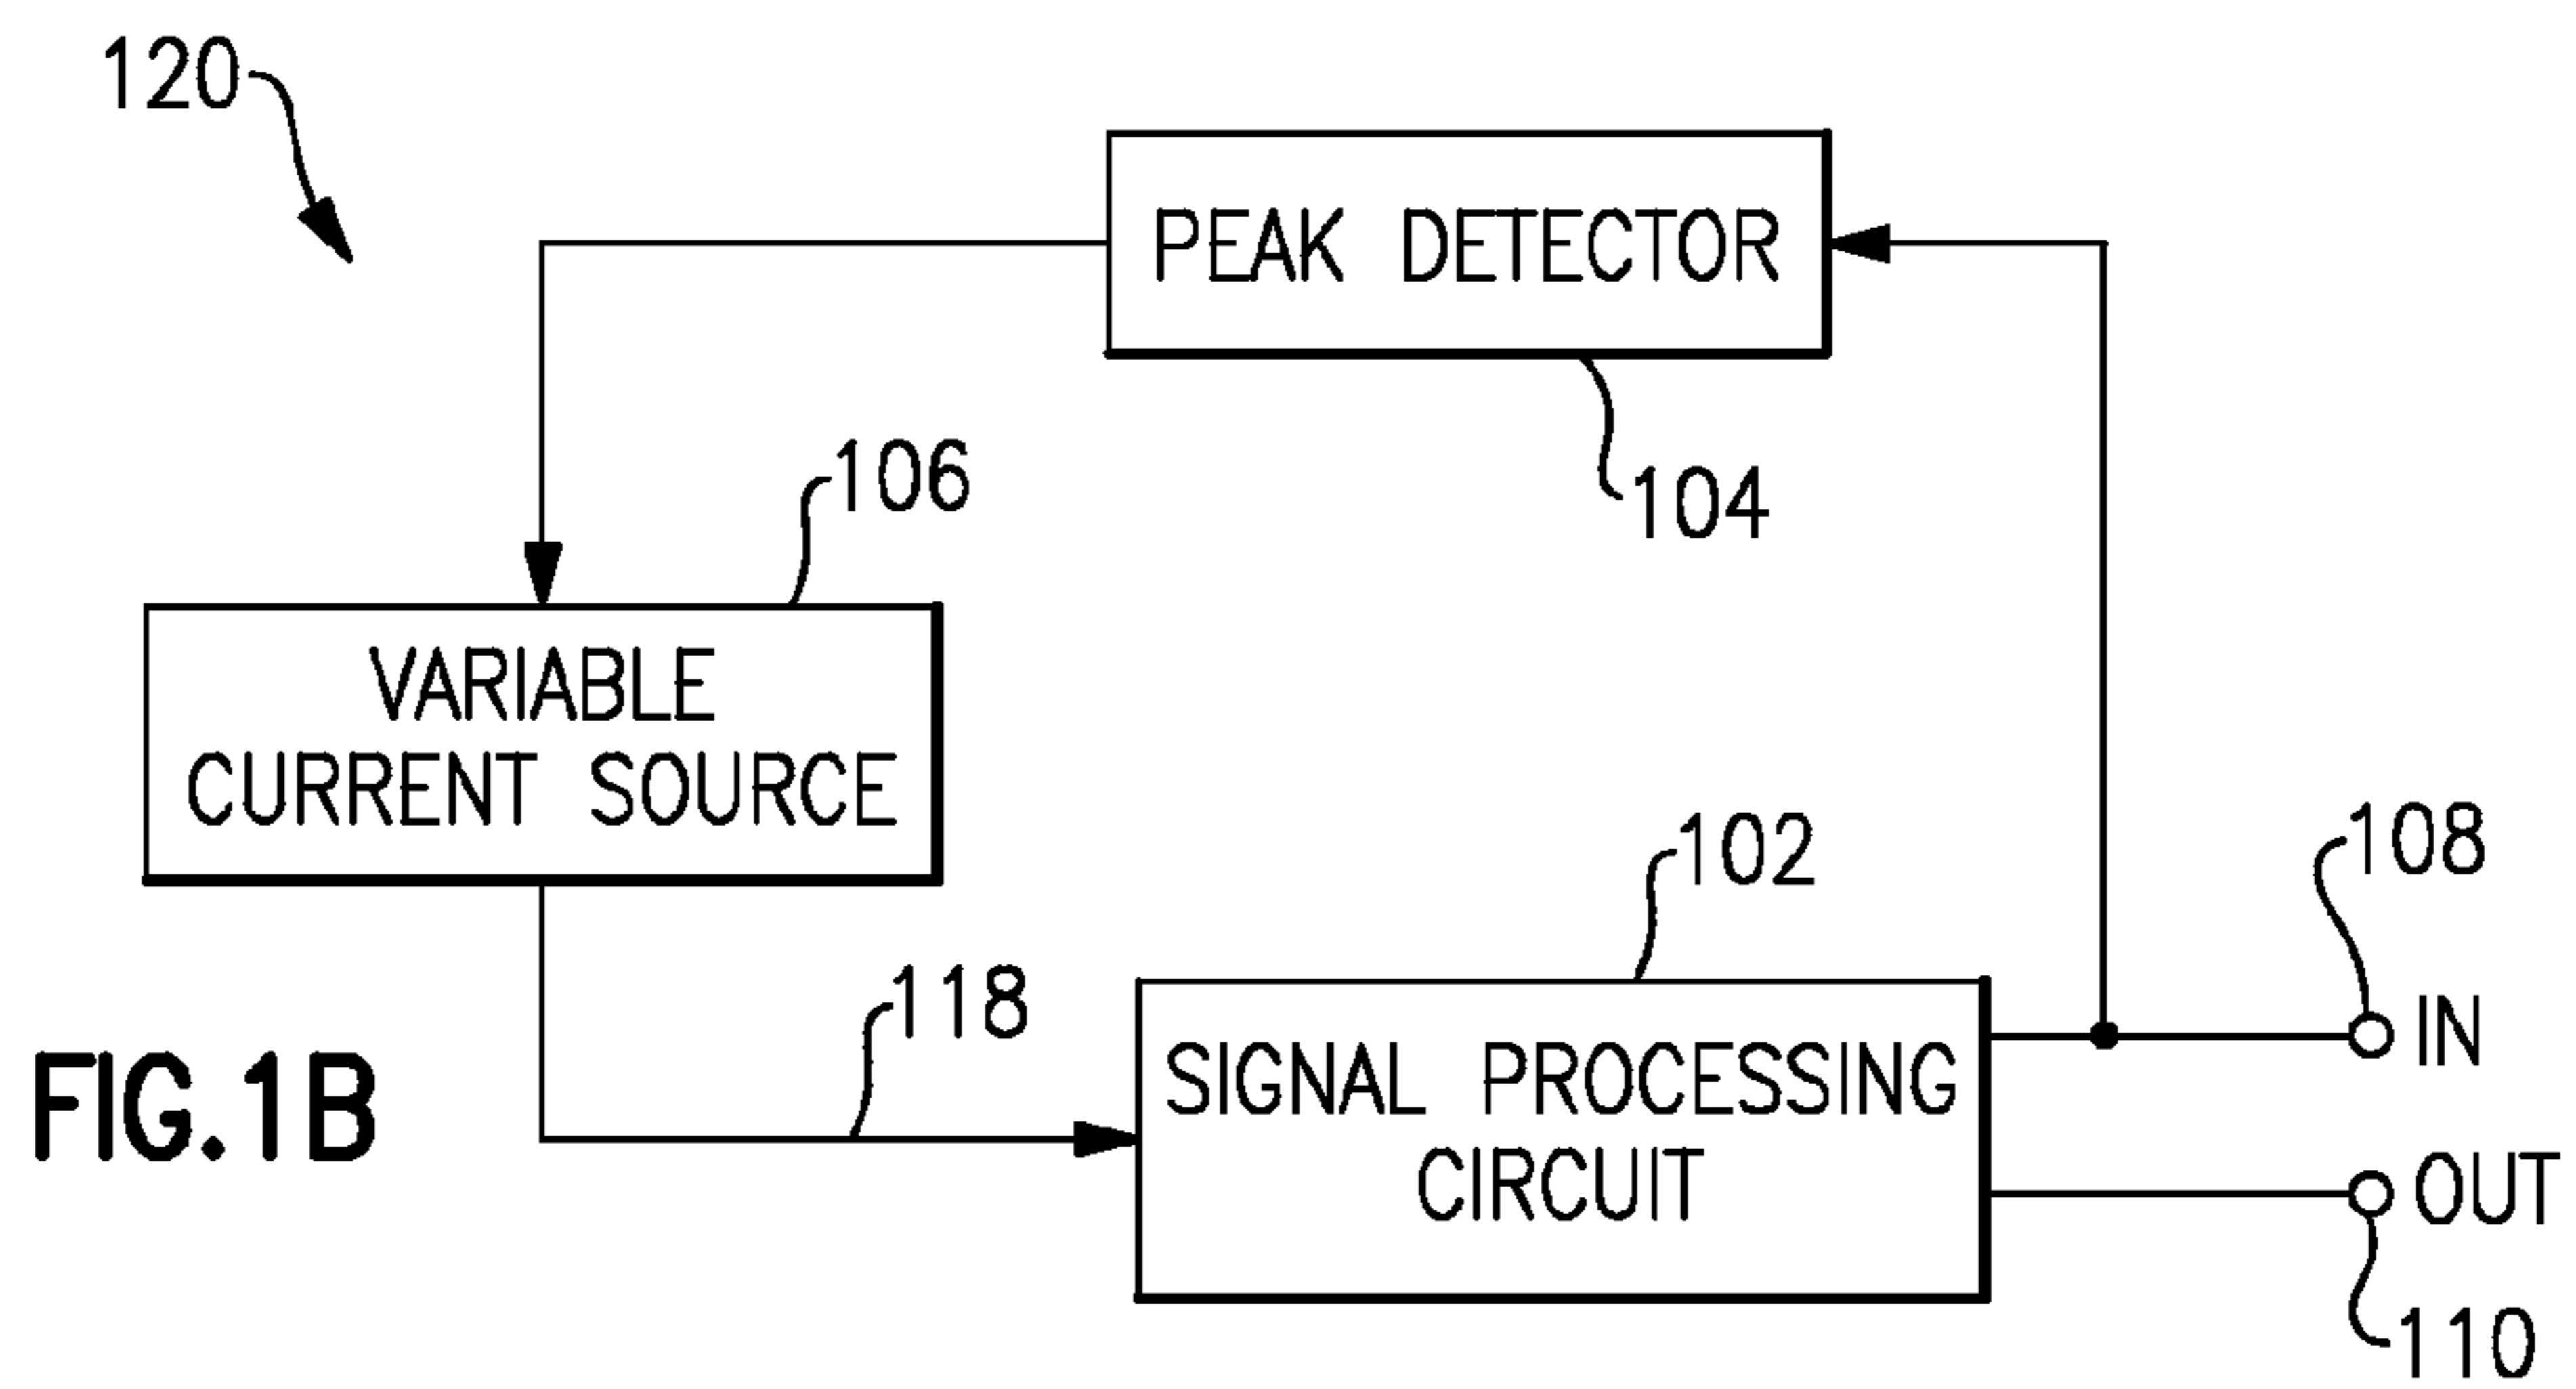 120
PEAK DETECTOR
104
106
VARIABLE
CURRENT SOURCE
102
108
118
SIGNAL PROCESSING
CIRCUIT
IN
OUT
110
FIG.1B